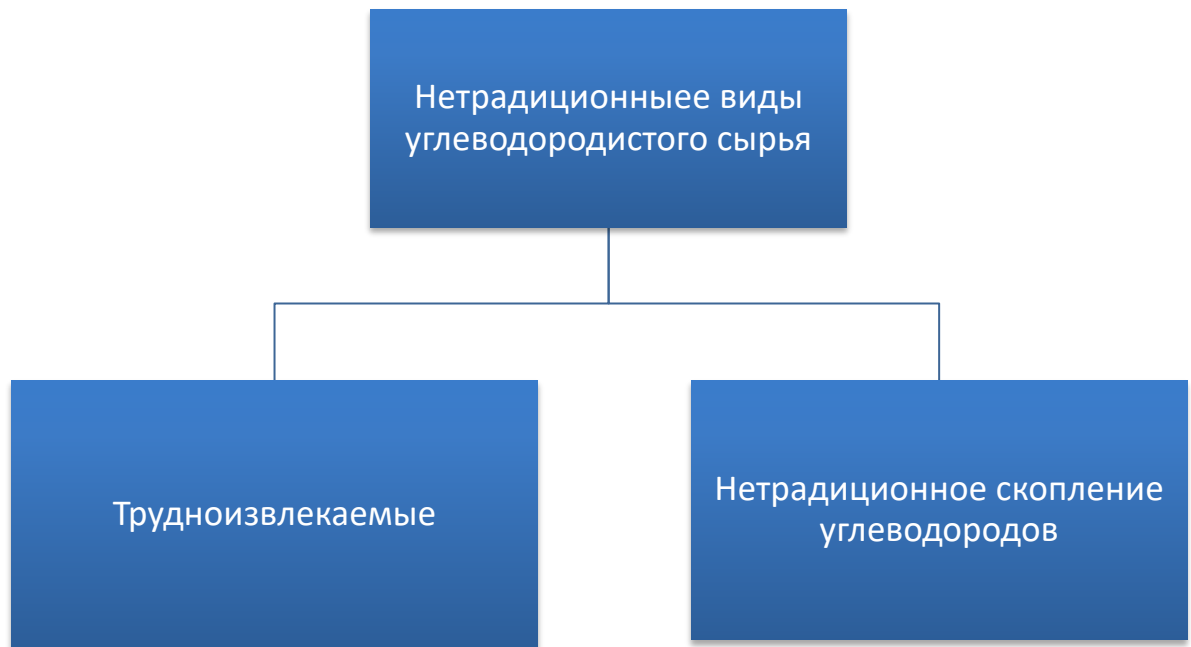 Нетрадиционныее виды
углеводородистого сырья
Трудноизвлекаемые
Нетрадиционное скопление
углеводородов